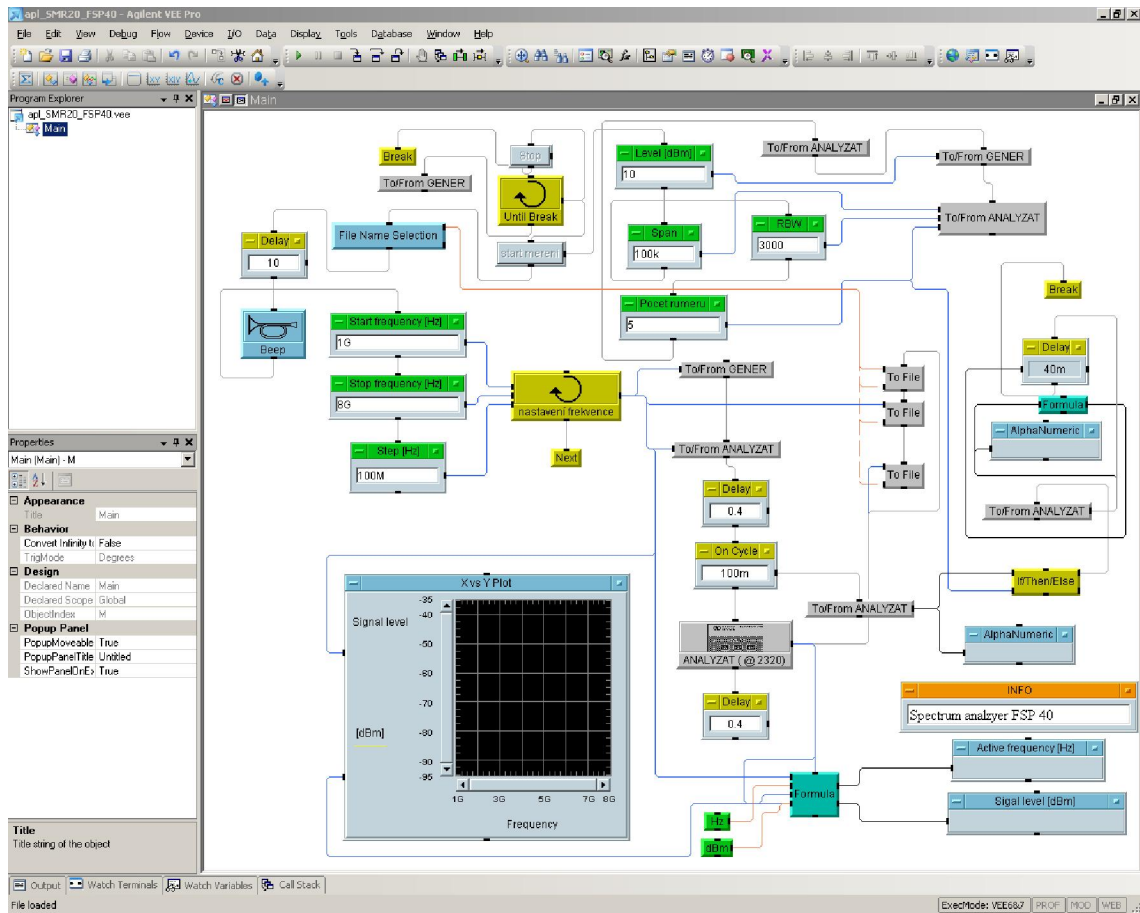 apl_SMR20_FSP40 - Agilent VEE Pro
File Edit View Debug Flow Device I/O Data Display Tools Database Window Help
Program Explorer
apl_SMR20_FSP40.vee
Main
Main
Break
Stop
To/From GENER
Until Break
Level [dBm]
10
To/From ANALYZAT
To/From GENER
To/From ANALYZAT
Delay
10
File Name Selection
start mereni
Span
100k
RBW
3000
Beep
Start frequency [Hz]
1G
Pocet rumeru
5
Break
Delay
40m
Stop frequency [Hz]
8G
nastavení frekvence
To/From GENER
To File
To File
Formula
AlphaNumeric
Step [Hz]
100M
Next
To/From ANALYZAT
To File
Delay
0.4
To/From ANALYZAT
On Cycle
100m
If/Then/Else
To/From ANALYZAT
AlphaNumeric
ANALYZAT ( @ 2320)
Delay
0.4
INFO
Spectrum analzyer FSP 40
Active frequency [Hz]
Formula
Sigal level [dBm]
Hz
dBm
X vs Y Plot
Signal level
-35
-40
-50
-60
-70
[dBm]
-80
-90
-95
1G 3G 5G 7G 8G
Frequency
Properties
Main (Main) - M
Appearance
Title Main
Behavior
Convert Infinity t False
TrigMode Degrees
Design
Declared Name Main
Declared Scope Global
ObjectIndex M
Popup Panel
PopupMoveable True
PopupPanelTitle Untitled
ShowPanelOnE True
Title
Title string of the object
Output Watch Terminals Watch Variables Call Stack
File loaded
ExecMode: VEE6&7 PROF MOD WEB